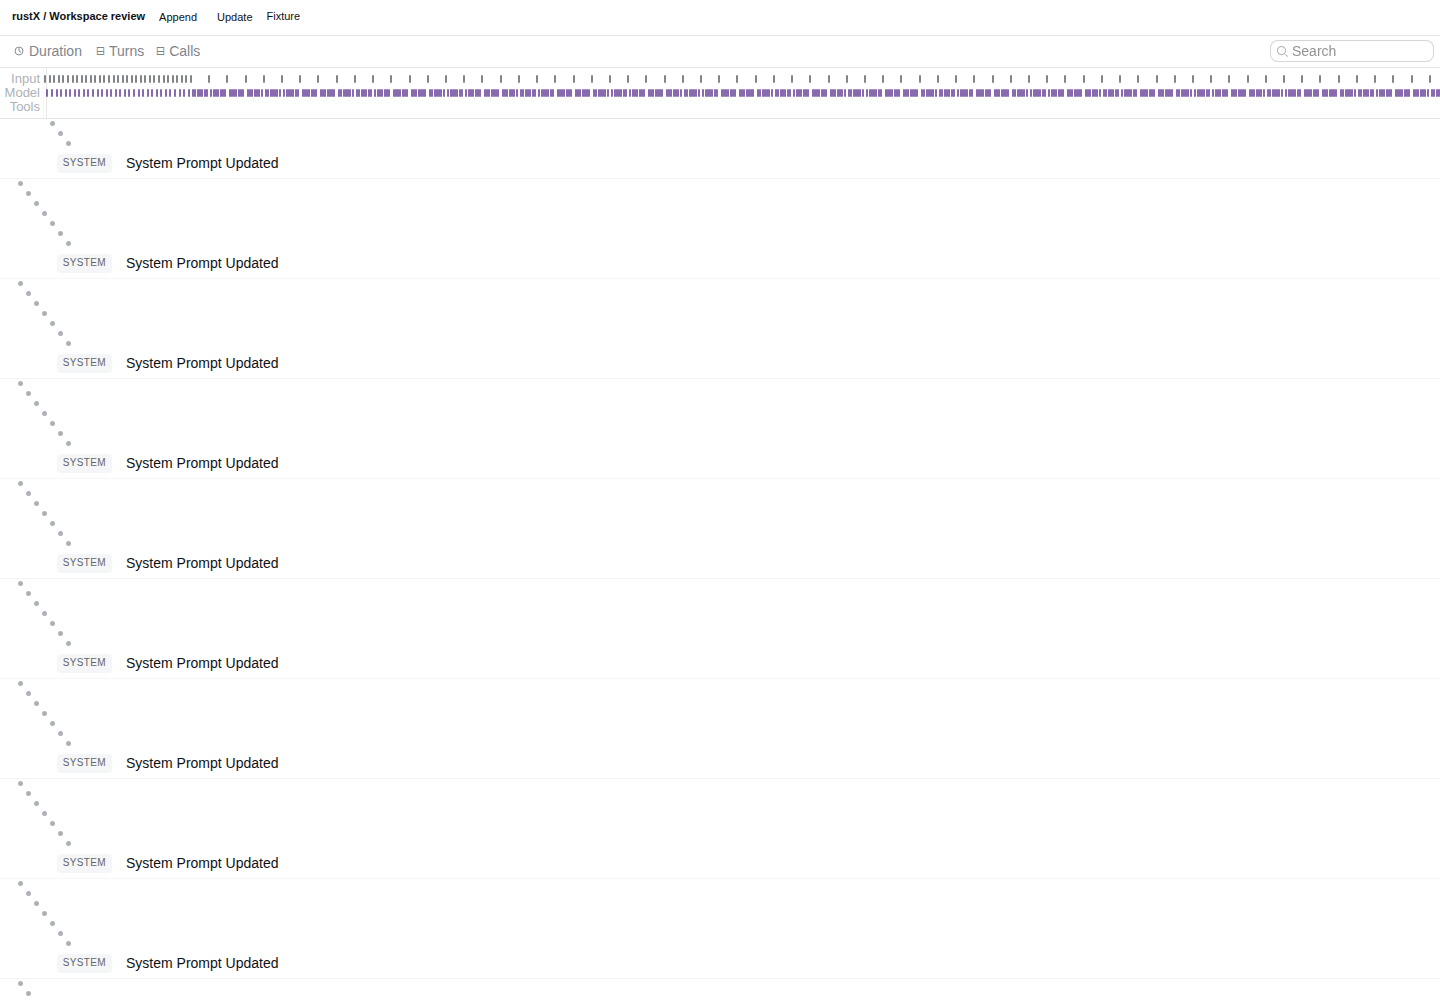 rustX / Workspace review Append Update Fixture
Duration Turns Calls Search
Input
Model
Tools
SYSTEM System Prompt Updated
SYSTEM System Prompt Updated
SYSTEM System Prompt Updated
SYSTEM System Prompt Updated
SYSTEM System Prompt Updated
SYSTEM System Prompt Updated
SYSTEM System Prompt Updated
SYSTEM System Prompt Updated
SYSTEM System Prompt Updated